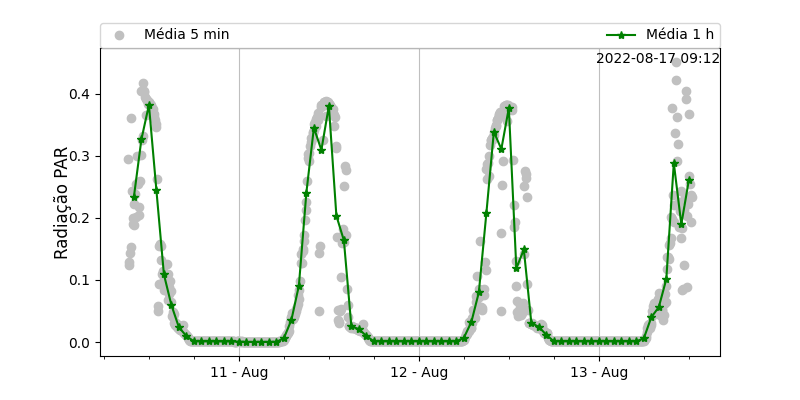 Média 5 min
Média 1 h
2022-08-17 09:12
Radiação PAR
0.4
0.3
0.2
0.1
0.0
11 - Aug
12 - Aug
13 - Aug